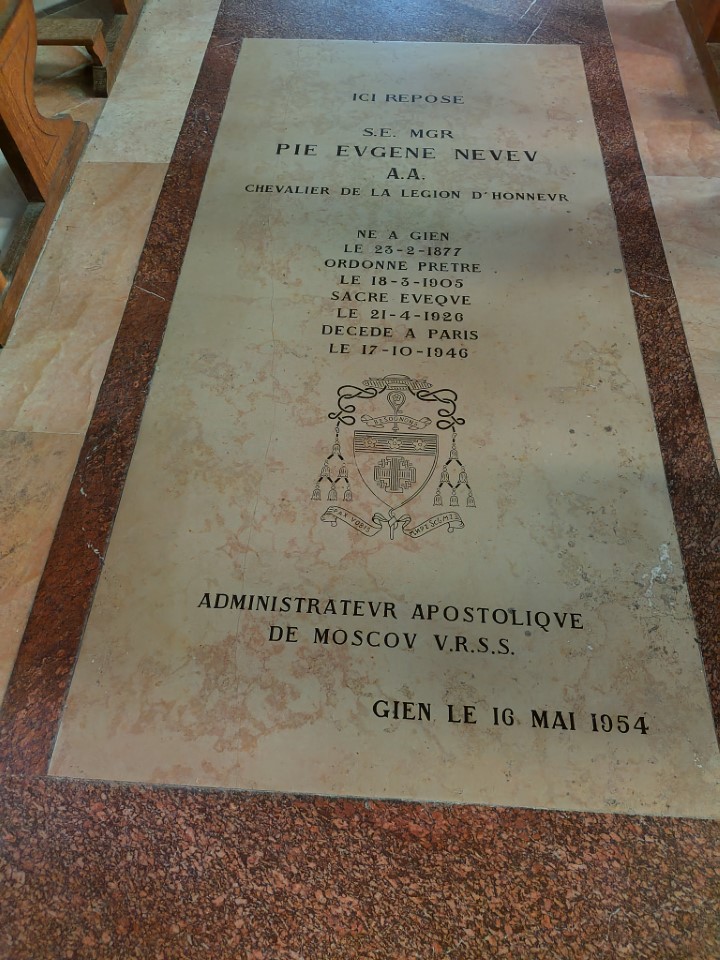 ICI REPOSE
S.E. MGR
PIE EVGENE NEVEV
A.A.
CHEVALIER DE LA LEGION D'HONNEVR
NE A GIEN
LE 23-2-1877
ORDONNE PRETRE
LE 18-3-1905
SACRE EVEQVE
LE 21-4-1926
DECEDE A PARIS
LE 17-10-1946
PAX VOBIS
ADMINISTRATEVR APOSTOLIQVE
DE MOSCOV V.R.S.S.
GIEN LE 16 MAI 1954